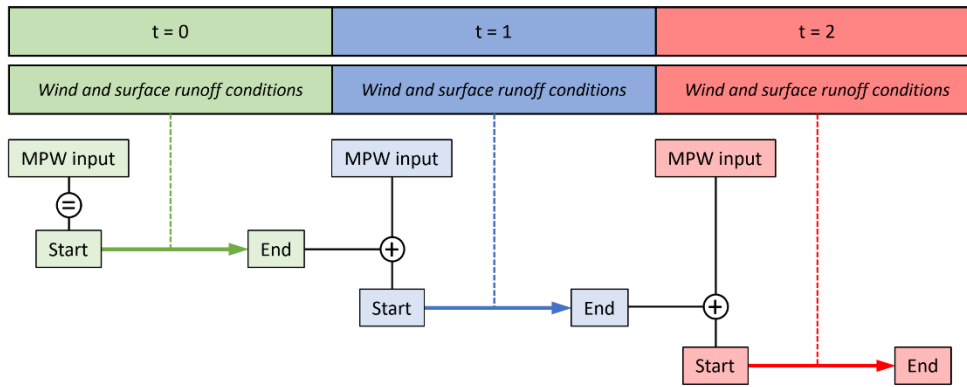 t = 0
t = 1
t = 2
Wind and surface runoff conditions
Wind and surface runoff conditions
Wind and surface runoff conditions
MPW input
MPW input
MPW input
=
Start
End
+
Start
End
+
Start
End